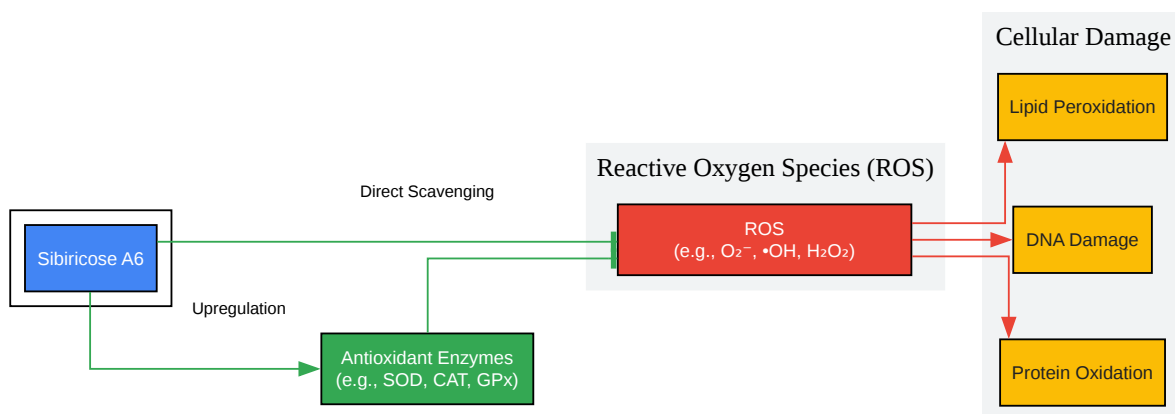 Cellular Damage
Lipid Peroxidation
Reactive Oxygen Species (ROS)
Direct Scavenging
ROS
(e.g., O₂⁻, •OH, H₂O₂)
DNA Damage
Sibiricose A6
Upregulation
Antioxidant Enzymes
(e.g., SOD, CAT, GPx)
Protein Oxidation